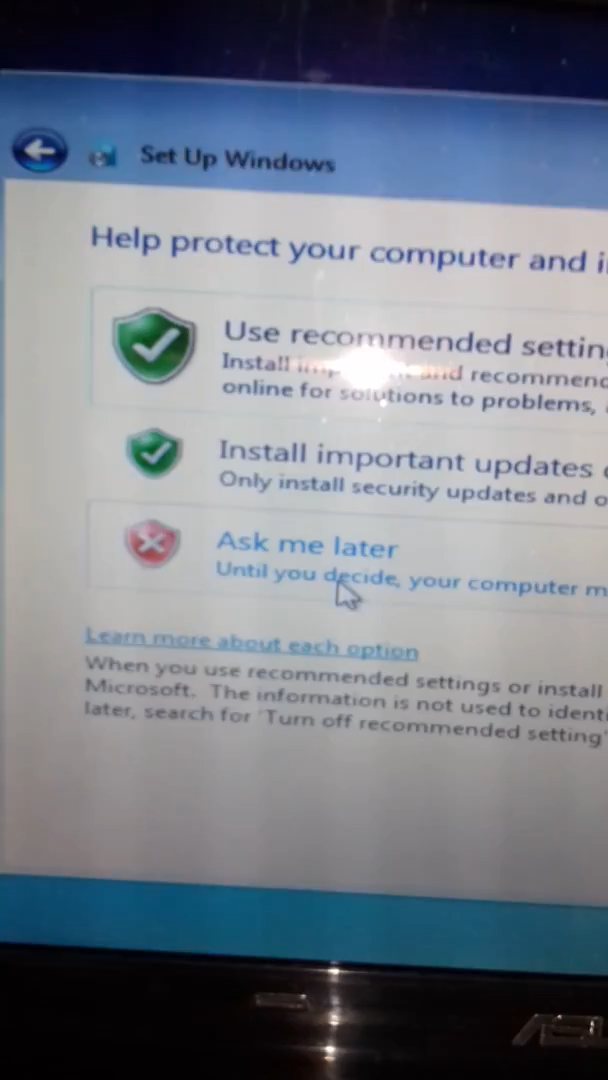 Set Up Windows
Help protect your computer and
Use recommended
Install and recommend
online for solutions to problems,
Install important updates
Only install security updates and
Ask me later
Until you decide, your computer
Learn more about each option
When you use recommended settings or install
Microsoft. The information is not used to
later, search for "Turn off recommended setting"
ASUS